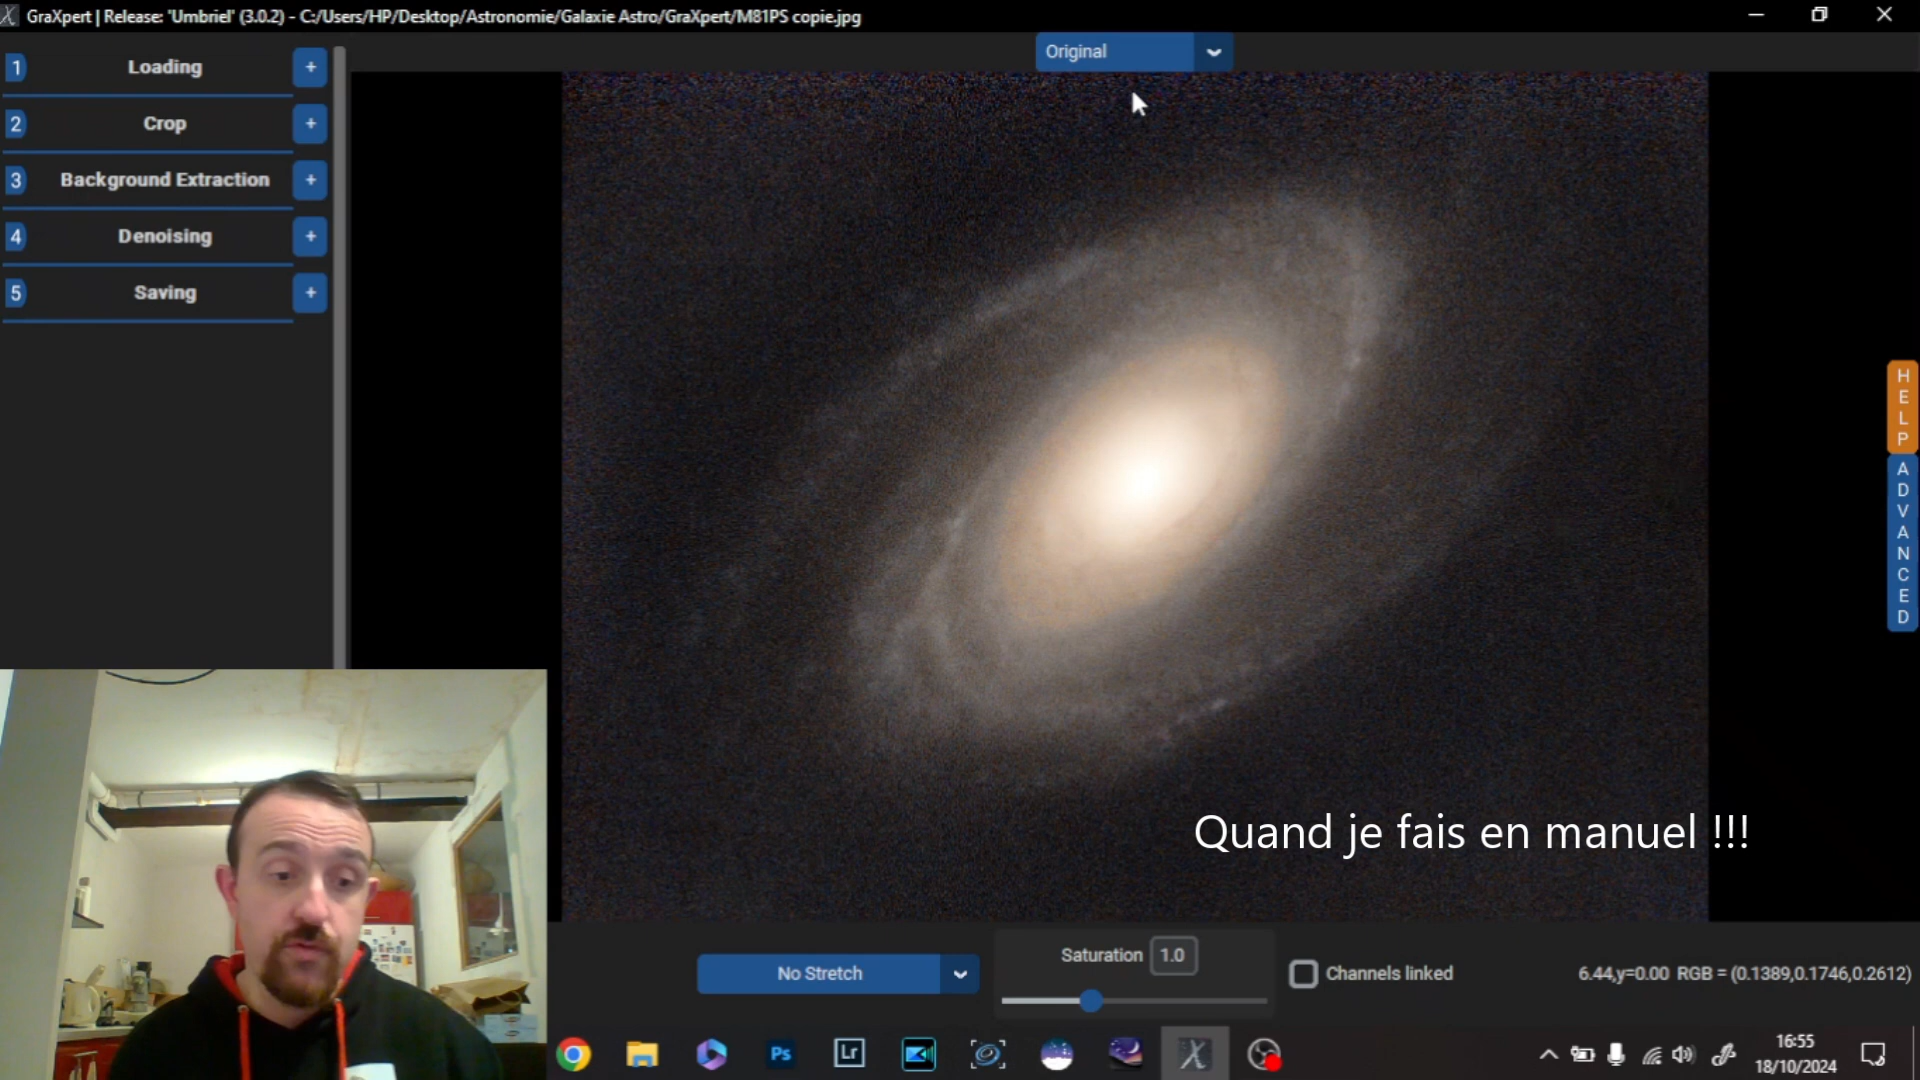 GraXpert | Release: 'Umbriel' (3.0.2) - C:/Users/HP/Desktop/Astronomie/Galaxie Astro/GraXpert/M81PS copie.jpg
Original
1 Loading +
2 Crop +
3 Background Extraction +
4 Denoising +
5 Saving +
HELP
ADVANCED
Quand je fais en manuel !!!
No Stretch
Saturation 1.0
Channels linked
6.44,y=0.00 RGB = (0.1389,0.1746,0.2612)
Ps
Lr
16:55
18/10/2024